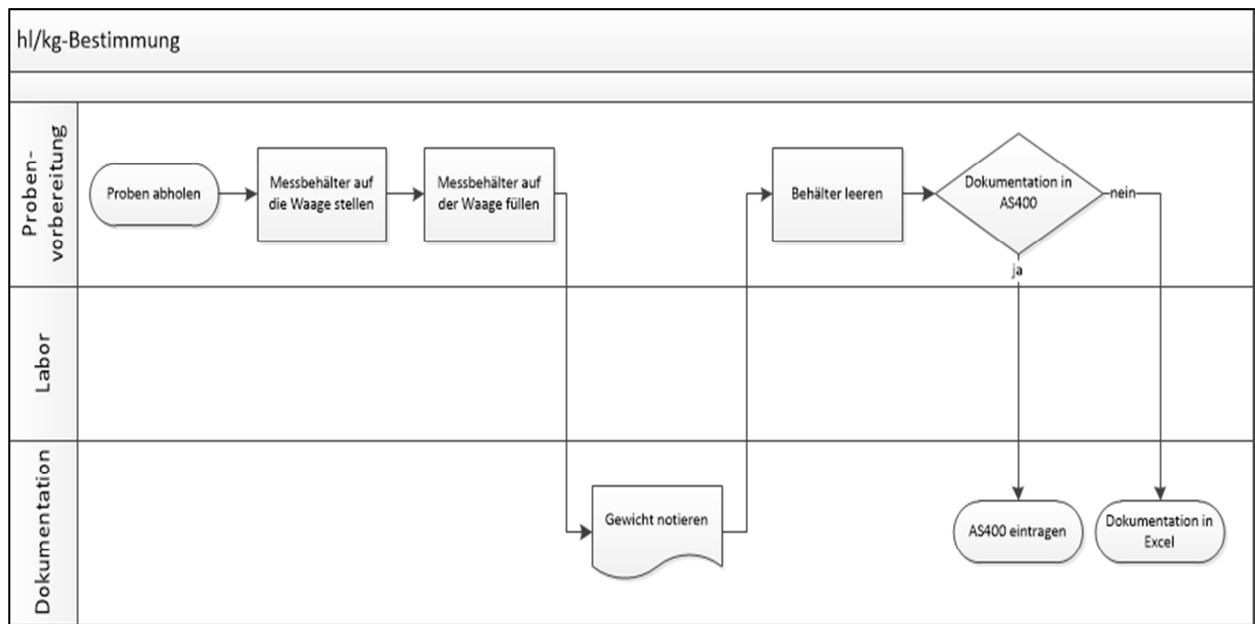 hl/kg-Bestimmung
Proben-
vorbereitung
Proben abholen
Messbehälter auf
die Waage stellen
Messbehälter auf
der Waage füllen
Behälter leeren
Dokumentation in
AS400
nein
ja
Labor
Dokumentation
Gewicht notieren
AS400 eintragen
Dokumentation in
Excel